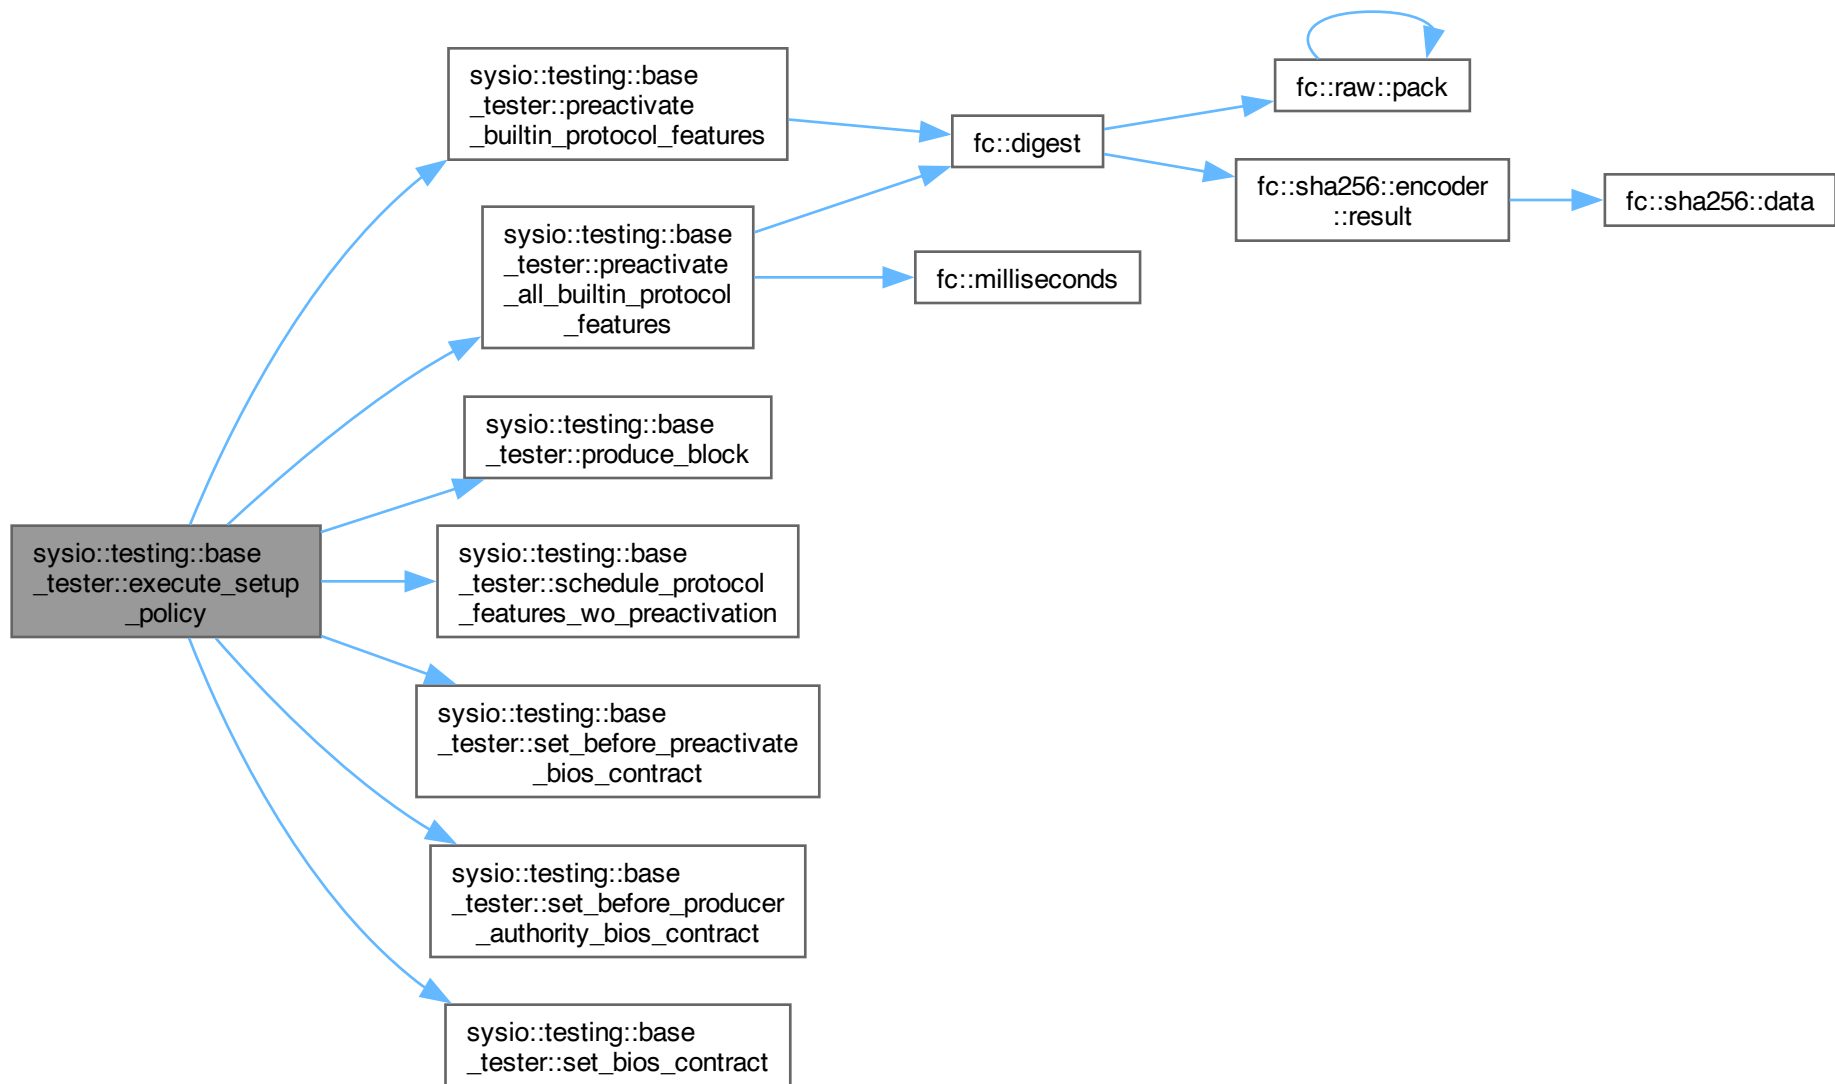 sysio::testing::base
_tester::execute_setup
_policy
sysio::testing::base
_tester::preactivate
_builtin_protocol_features
sysio::testing::base
_tester::preactivate
_all_builtin_protocol
_features
sysio::testing::base
_tester::produce_block
sysio::testing::base
_tester::schedule_protocol
_features_wo_preactivation
sysio::testing::base
_tester::set_before_preactivate
_bios_contract
sysio::testing::base
_tester::set_before_producer
_authority_bios_contract
sysio::testing::base
_tester::set_bios_contract
fc::digest
fc::milliseconds
fc::raw::pack
fc::sha256::encoder
::result
fc::sha256::data